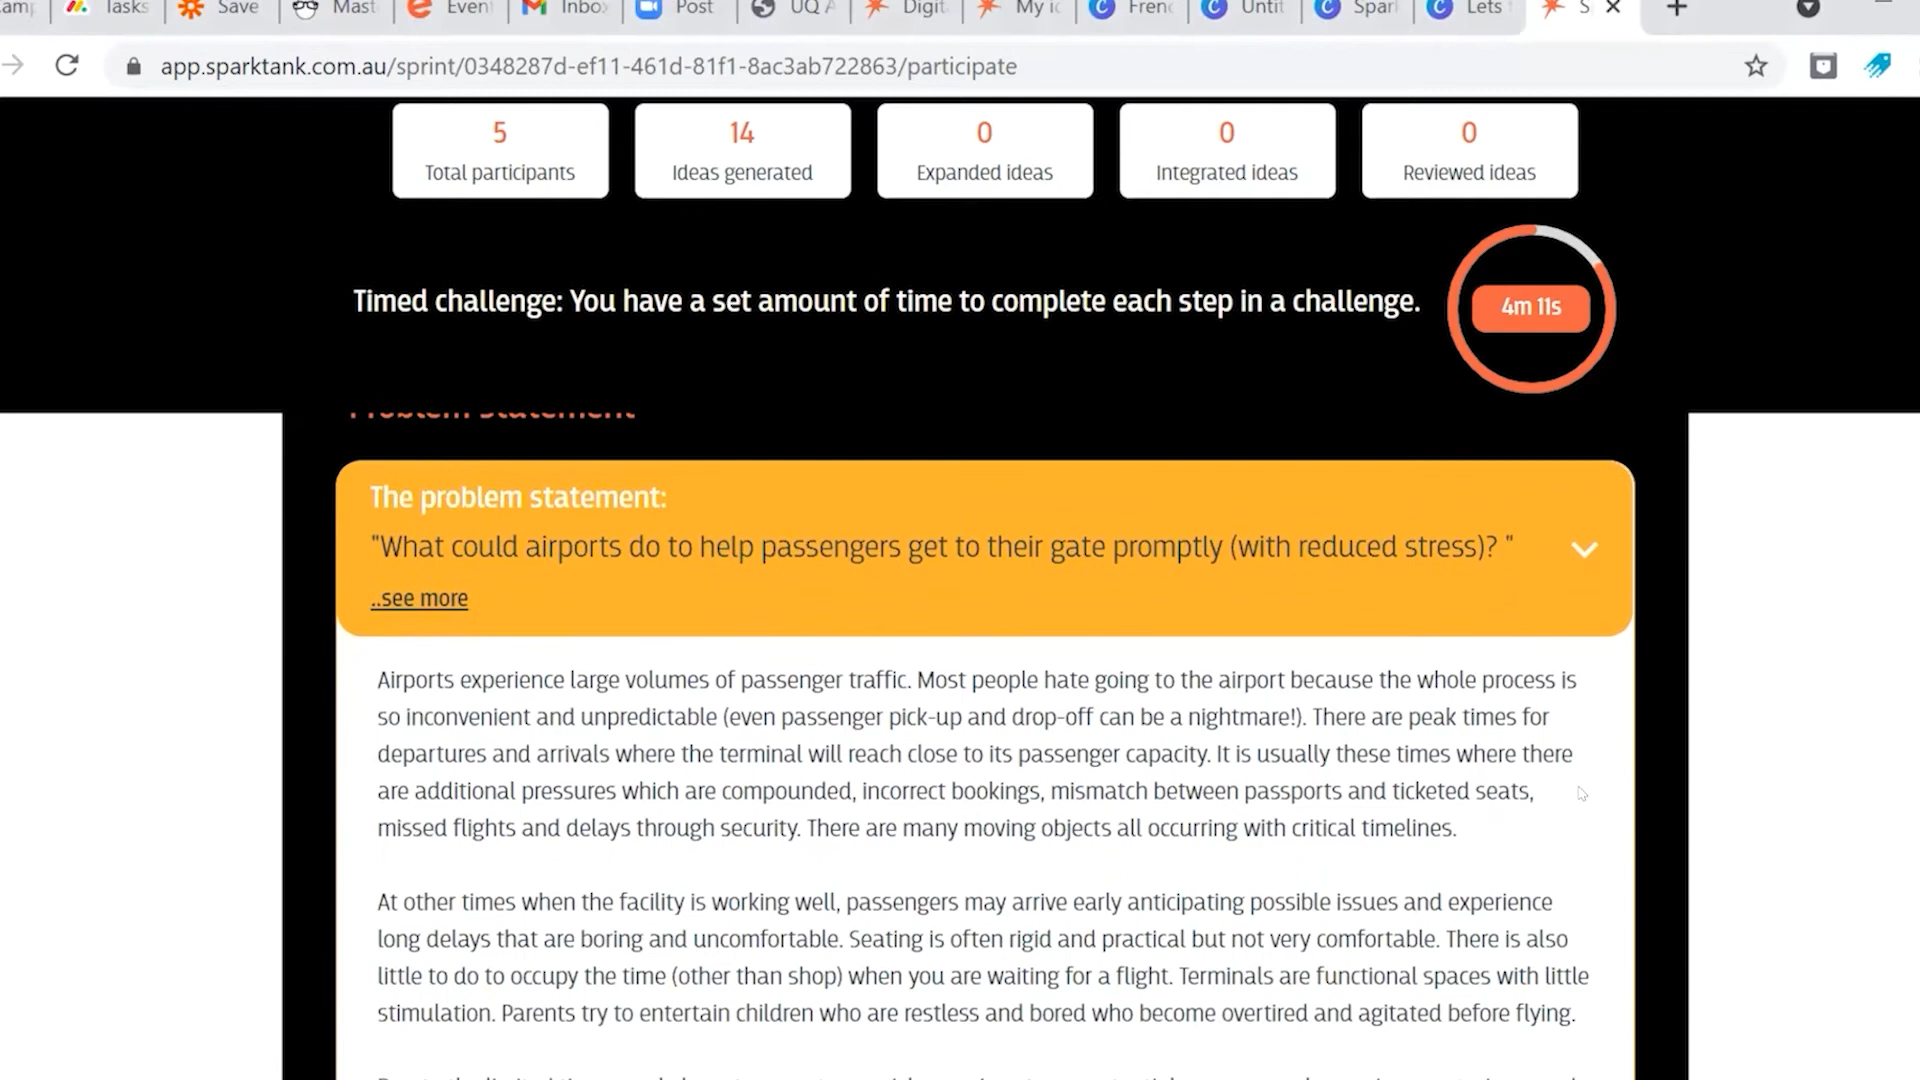 Tasks Save Mast Even Inbo Post UQ A Digit My ic Fren Untit Spar Lets S
app.sparktank.com.au/sprint/0348287d-ef11-461d-81f1-8ac3ab722863/participate
5 14 0 0 0
Total participants Ideas generated Expanded ideas Integrated ideas Reviewed ideas
Timed challenge: You have a set amount of time to complete each step in a challenge.
4m 11s
Problem statement
The problem statement:
"What could airports do to help passengers get to their gate promptly (with reduced stress)? "
..see more
Airports experience large volumes of passenger traffic. Most people hate going to the airport because the whole process is
so inconvenient and unpredictable (even passenger pick-up and drop-off can be a nightmare!). There are peak times for
departures and arrivals where the terminal will reach close to its passenger capacity. It is usually these times where there
are additional pressures which are compounded, incorrect bookings, mismatch between passports and ticketed seats,
missed flights and delays through security. There are many moving objects all occurring with critical timelines.
At other times when the facility is working well, passengers may arrive early anticipating possible issues and experience
long delays that are boring and uncomfortable. Seating is often rigid and practical but not very comfortable. There is also
little to do to occupy the time (other than shop) when you are waiting for a flight. Terminals are functional spaces with little
stimulation. Parents try to entertain children who are restless and bored who become overtired and agitated before flying.